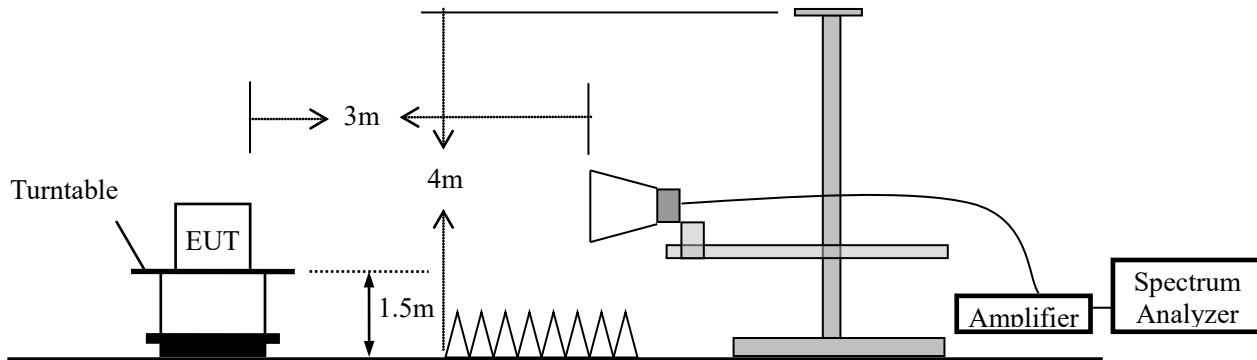 3m
4m
Turntable
EUT
1.5m
Amplifier
Spectrum
Analyzer